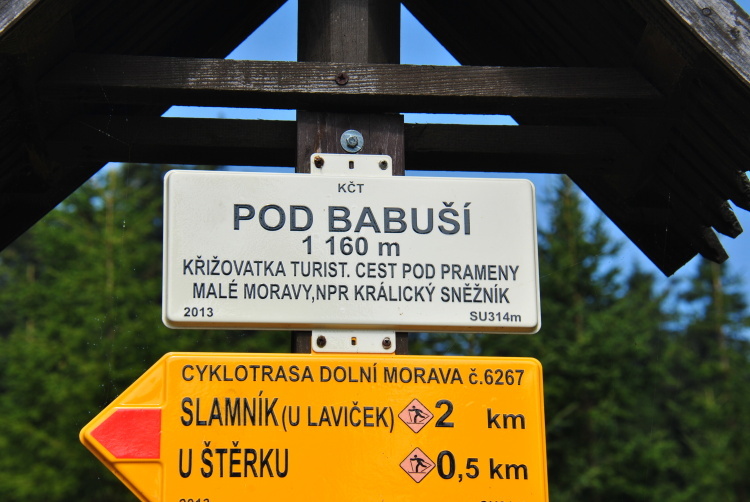 KČT
POD BABUŠÍ
1 160 m
KŘIŽOVATKA TURIST. CEST POD PRAMENY
MALÉ MORAVY,NPR KRÁLICKÝ SNĚŽNÍK
2013 SU314m
CYKLOTRASA DOLNÍ MORAVA č.6267
SLAMNÍK (U LAVIČEK) 2 km
U ŠTĚRKU 0,5 km
2013